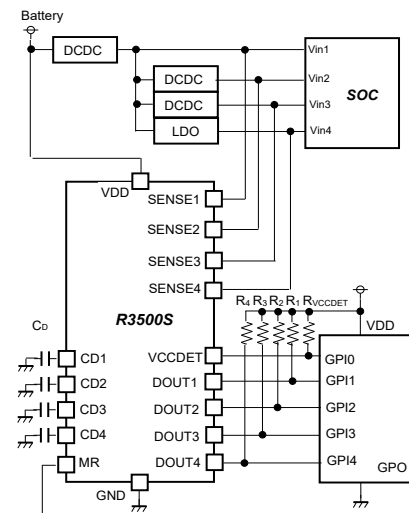 Battery
DCDC
Vin1
DCDC
Vin2
SOC
DCDC
Vin3
LDO
Vin4
VDD
SENSE1
SENSE2
SENSE3
SENSE4
R3500S
R4 R3 R2 R1 RVCCDET
VDD
CD
CD1
VCCDET
GPI0
CD2
DOUT1
GPI1
CD3
DOUT2
GPI2
CD4
DOUT3
GPI3
MR
DOUT4
GPI4
GPO
GND